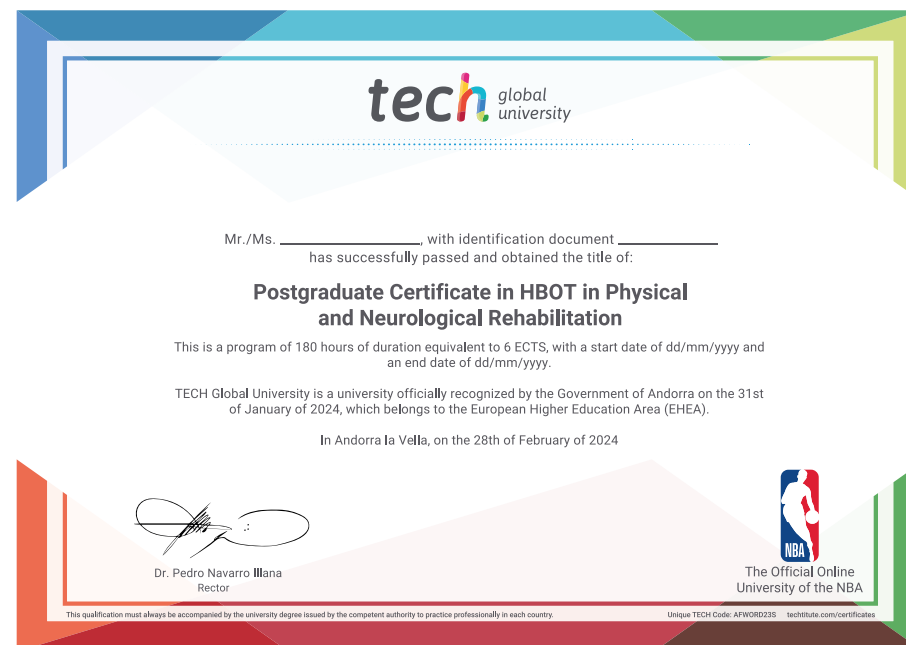 tech global
university
Mr./Ms. ____________, with identification document ____________
has successfully passed and obtained the title of:
Postgraduate Certificate in HBOT in Physical
and Neurological Rehabilitation
This is a program of 180 hours of duration equivalent to 6 ECTS, with a start date of dd/mm/yyyy and
an end date of dd/mm/yyyy.
TECH Global University is a university officially recognized by the Government of Andorra on the 31st
of January of 2024, which belongs to the European Higher Education Area (EHEA).
In Andorra la Vella, on the 28th of February of 2024
Dr. Pedro Navarro Illana
Rector
NBA
The Official Online
University of the NBA
This qualification must always be accompanied by the university degree issued by the competent authority to practice professionally in each country.
Unique TECH Code: AFWORD23S techtitute.com/certificates